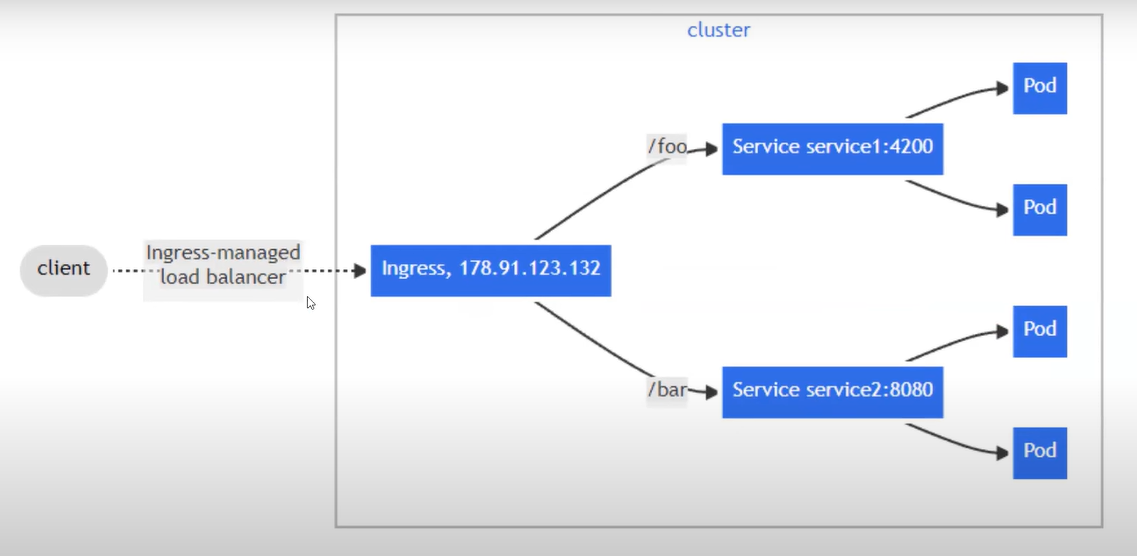 cluster
Pod
/foo
Service service1:4200
Pod
client
Ingress-managed
load balancer
Ingress, 178.91.123.132
Pod
/bar
Service service2:8080
Pod